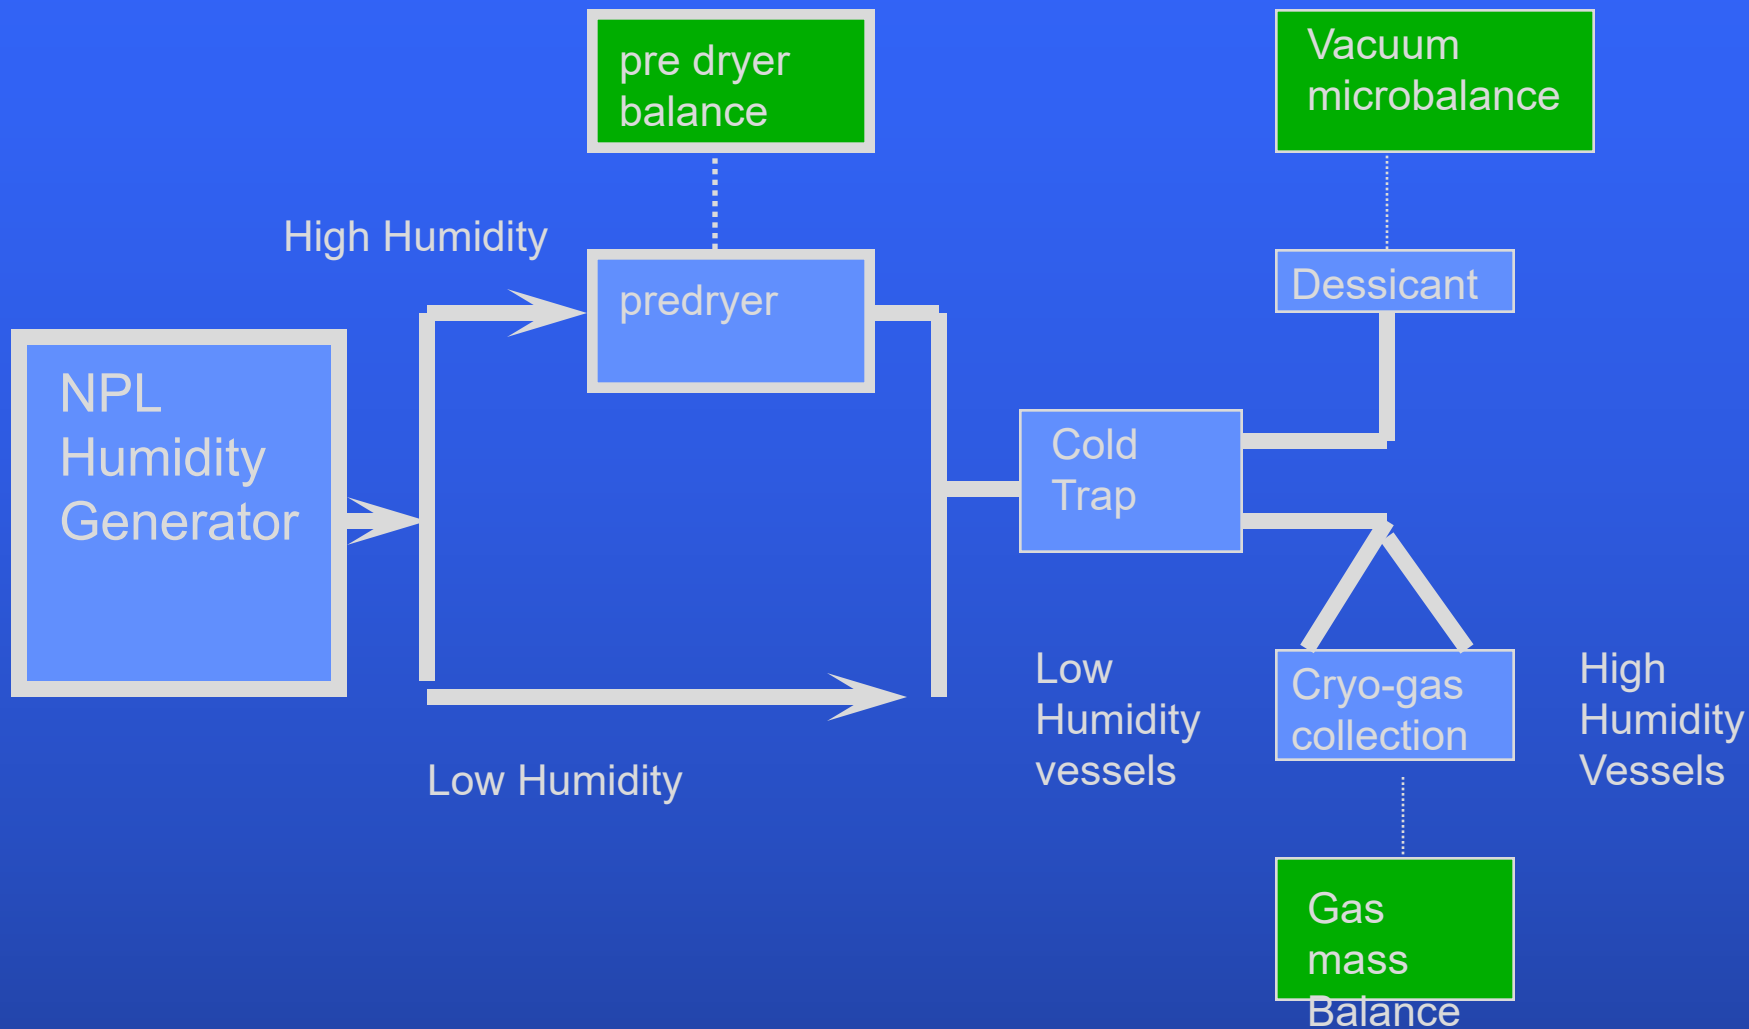 pre dryer
balance
Vacuum
microbalance
High Humidity
predryer
Dessicant
NPL
Humidity
Generator
Cold
Trap
Low
Humidity
vessels
Cryo-gas
collection
High
Humidity
Vessels
Low Humidity
Gas
mass
Balance